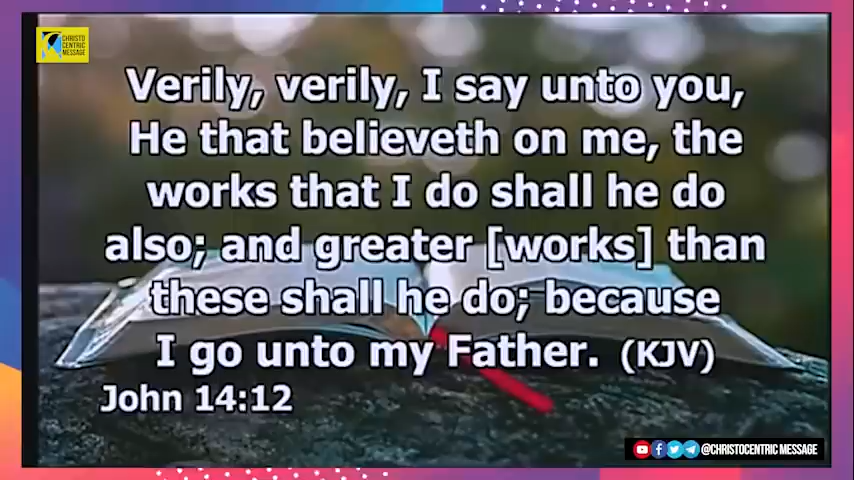 CHRISTO
CENTRIC
MESSAGE
Verily, verily, I say unto you,
He that believeth on me, the
works that I do shall he do
also; and greater [works] than
these shall he do; because
I go unto my Father. (KJV)
John 14:12
@CHRISTOCENTRIC MESSAGE